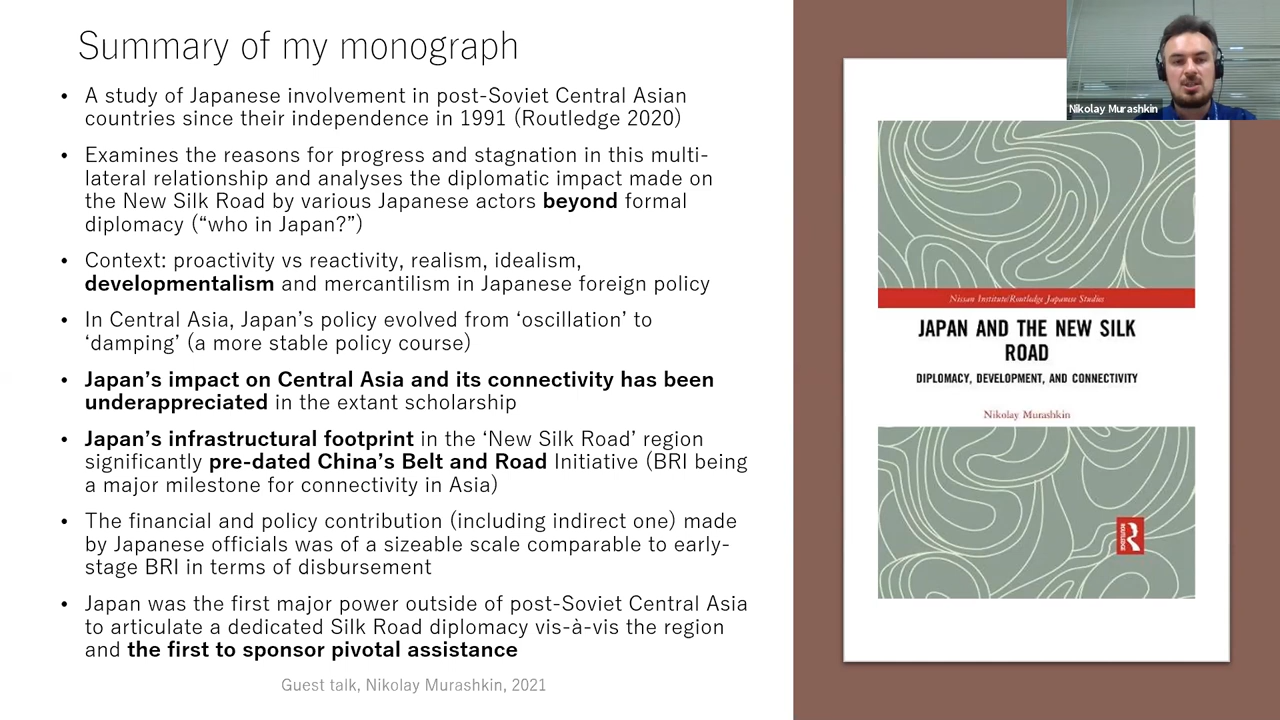 Summary of my monograph
• A study of Japanese involvement in post-Soviet Central Asian
countries since their independence in 1991 (Routledge 2020)
• Examines the reasons for progress and stagnation in this multi-
lateral relationship and analyses the diplomatic impact made on
the New Silk Road by various Japanese actors beyond formal
diplomacy (“who in Japan?”)
• Context: proactivity vs reactivity, realism, idealism,
developmentalism and mercantilism in Japanese foreign policy
• In Central Asia, Japan’s policy evolved from ‘oscillation’ to
‘damping’ (a more stable policy course)
• Japan’s impact on Central Asia and its connectivity has been
underappreciated in the extant scholarship
• Japan’s infrastructural footprint in the ‘New Silk Road’ region
significantly pre-dated China’s Belt and Road Initiative (BRI being
a major milestone for connectivity in Asia)
• The financial and policy contribution (including indirect one) made
by Japanese officials was of a sizeable scale comparable to early-
stage BRI in terms of disbursement
• Japan was the first major power outside of post-Soviet Central Asia
to articulate a dedicated Silk Road diplomacy vis-à-vis the region
and the first to sponsor pivotal assistance
Guest talk, Nikolay Murashkin, 2021
Nikolay Murashkin
Nissan Institute/Routledge Japanese Studies
JAPAN AND THE NEW SILK
ROAD
DIPLOMACY, DEVELOPMENT, AND CONNECTIVITY
Nikolay Murashkin
ROUTLEDGE